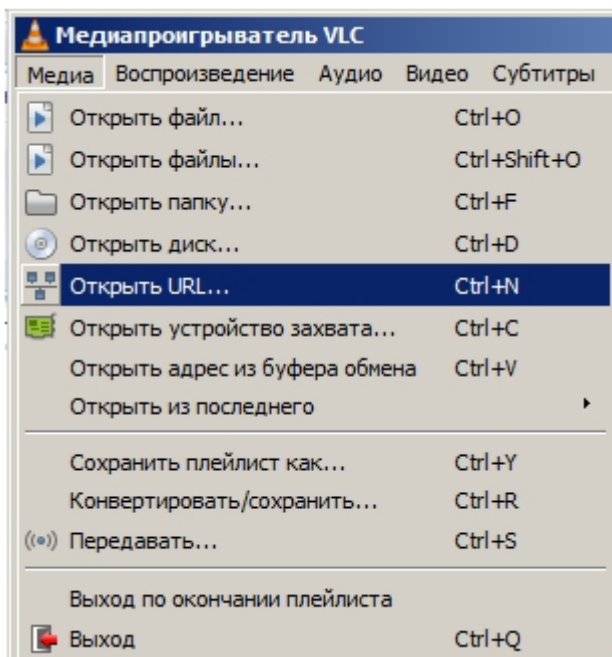 Медиапроигрыватель VLC
Медиа Воспроизведение Аудио Видео Субтитры
Открыть файл... Ctrl+O
Открыть файлы... Ctrl+Shift+O
Открыть папку... Ctrl+F
Открыть диск... Ctrl+D
Открыть URL... Ctrl+N
Открыть устройство захвата... Ctrl+C
Открыть адрес из буфера обмена Ctrl+V
Открыть из последнего
Сохранить плейлист как... Ctrl+Y
Конвертировать/сохранить... Ctrl+R
Передавать... Ctrl+S
Выход по окончании плейлиста
Выход Ctrl+Q